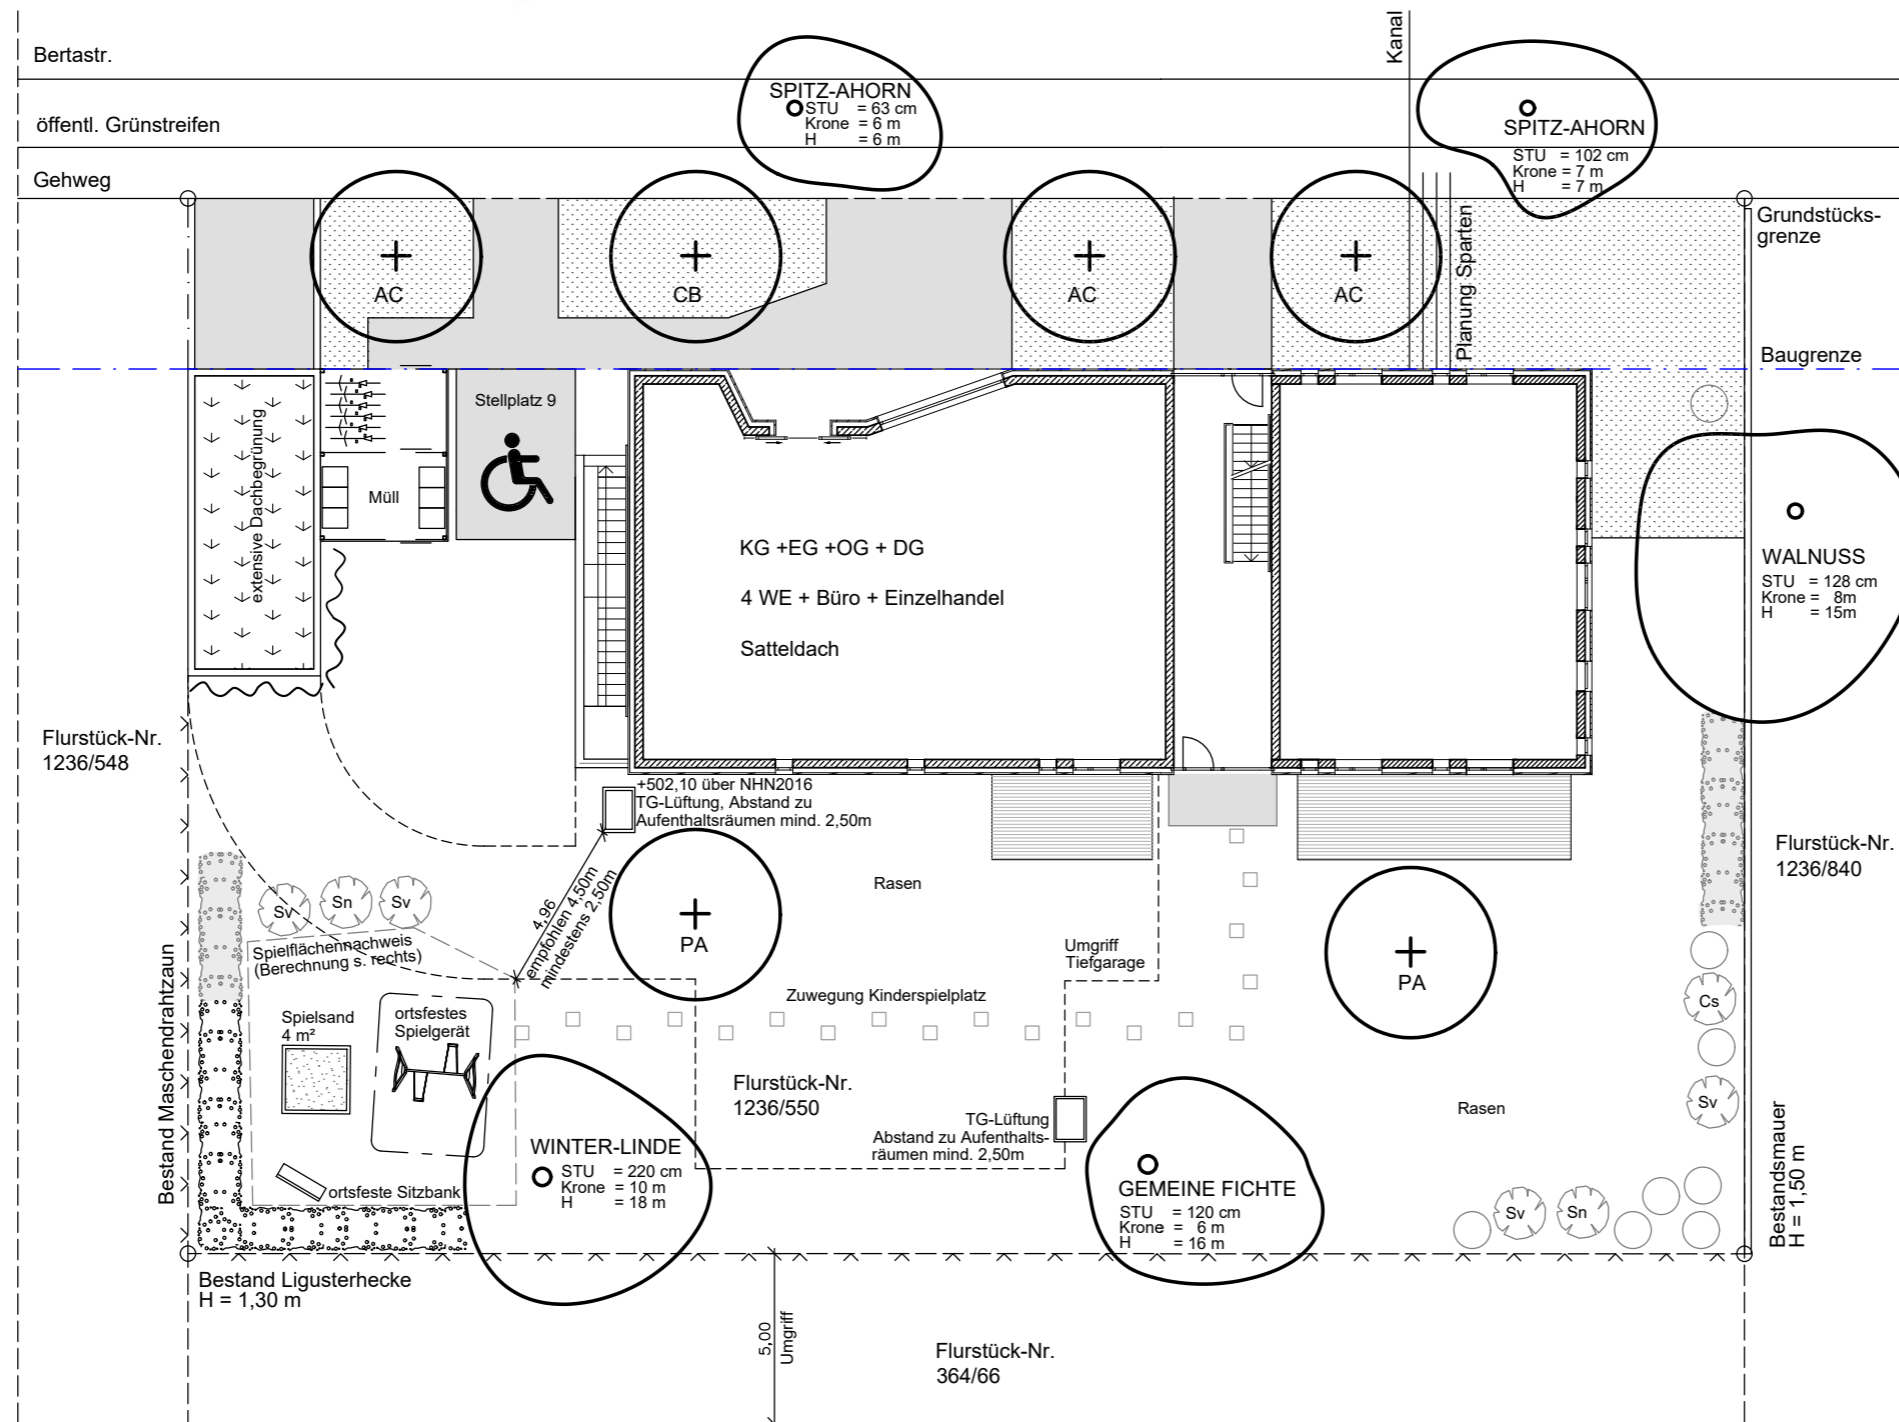 Bertastr.
Kanal
öffentl. Grünstreifen
Gehweg
SPITZ-AHORN
STU = 63 cm
Krone = 6 m
H = 6 m
SPITZ-AHORN
STU = 102 cm
Krone = 7 m
H = 7 m
Grundstücks-
grenze
AC
CB
AC
AC
Planung Sparten
Baugrenze
extensive Dachbegrünung
Müll
Stellplatz 9
KG +EG +OG + DG
4 WE + Büro + Einzelhandel
Satteldach
WALNUSS
STU = 128 cm
Krone = 8m
H = 15m
Flurstück-Nr.
1236/548
+502,10 über NHN2016
TG-Lüftung, Abstand zu
Aufenthaltsräumen mind. 2,50m
Flurstück-Nr.
1236/840
Rasen
4,96
empfohlen 4,50m
mindestens 2,50m
Sv
Sn
Sv
Spielflächennachweis
(Berechnung s. rechts)
PA
PA
Umgriff
Tiefgarage
Zuwegung Kinderspielplatz
Spielsand
4 m²
ortsfestes
Spielgerät
Bestand Maschendrahtzaun
Flurstück-Nr.
1236/550
TG-Lüftung
Abstand zu Aufenthalts-
räumen mind. 2,50m
Rasen
Cs
Sv
WINTER-LINDE
STU = 220 cm
Krone = 10 m
H = 18 m
ortsfeste Sitzbank
GEMEINE FICHTE
STU = 120 cm
Krone = 6 m
H = 16 m
Sv
Sn
Bestandsmauer
H = 1,50 m
Bestand Ligusterhecke
H = 1,30 m
5,00
Umgriff
Flurstück-Nr.
364/66